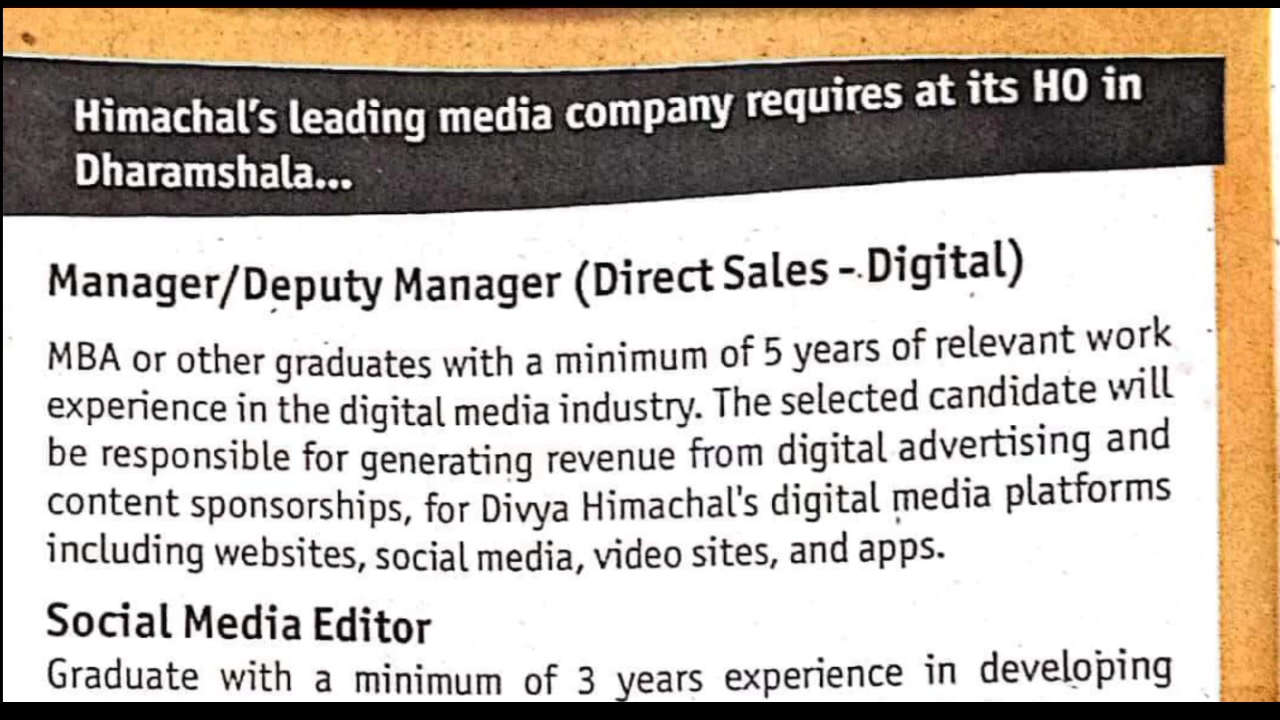 Himachal's leading media company requires at its HO in
Dharamshala...
Manager/Deputy Manager (Direct Sales - Digital)
MBA or other graduates with a minimum of 5 years of relevant work
experience in the digital media industry. The selected candidate will
be responsible for generating revenue from digital advertising and
content sponsorships, for Divya Himachal's digital media platforms
including websites, social media, video sites, and apps.
Social Media Editor
Graduate with a minimum of 3 years experience in developing